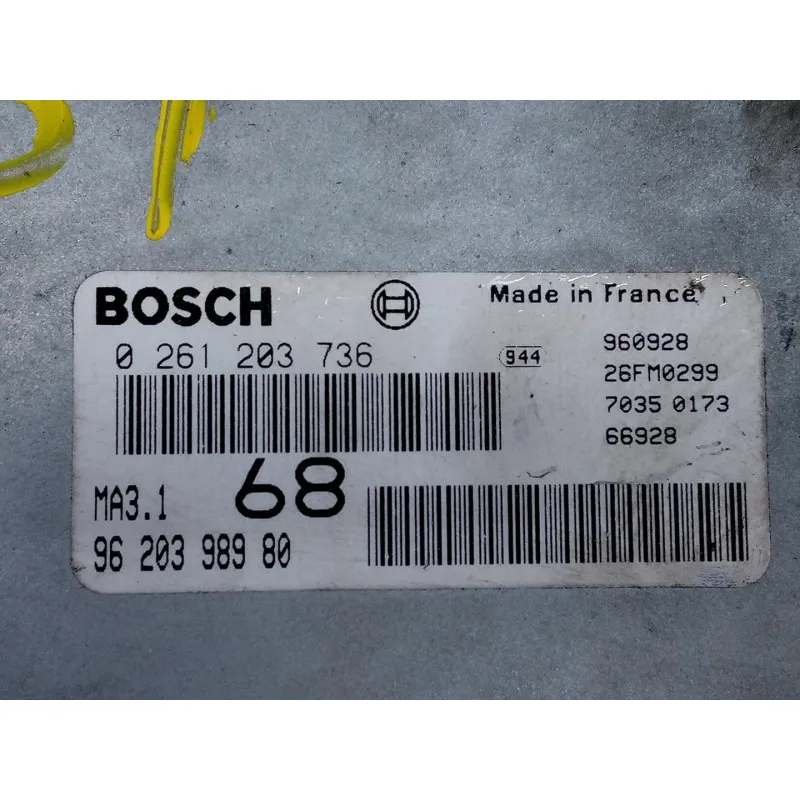 BOSCH
Made in France
0 261 203 736
944
960928
26FM0299
7035 0173
66928
MA3.1
68
96 203 989 80